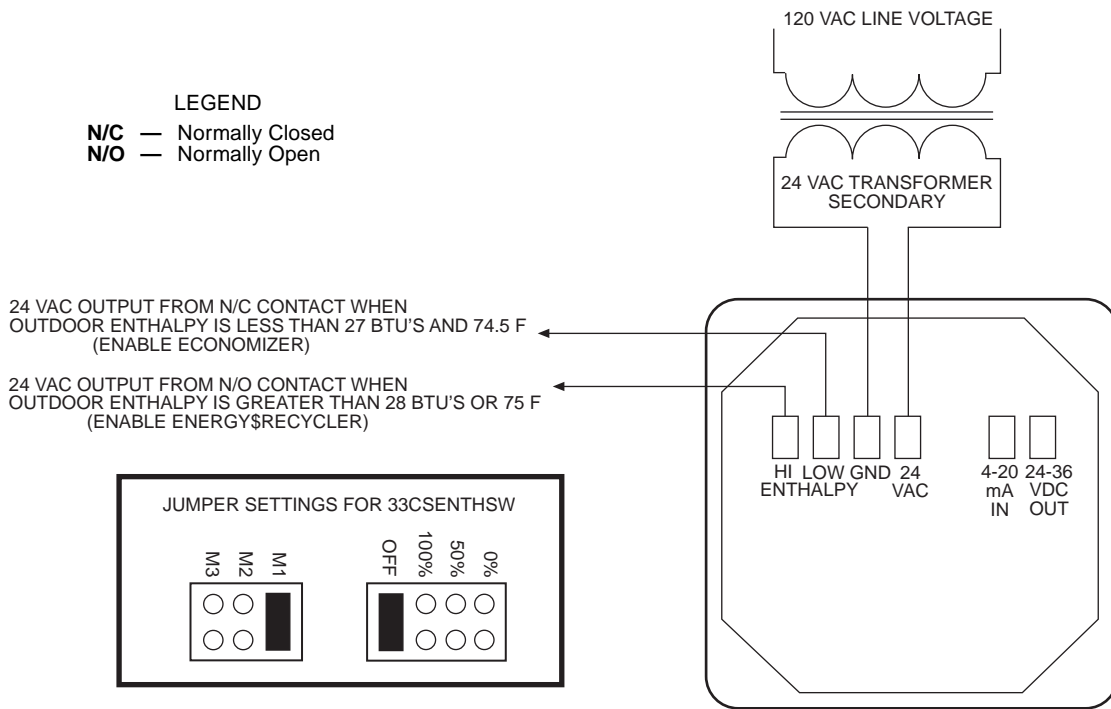 120 VAC LINE VOLTAGE
LEGEND
N/C — Normally Closed
N/O — Normally Open
24 VAC TRANSFORMER
SECONDARY
24 VAC OUTPUT FROM N/C CONTACT WHEN
OUTDOOR ENTHALPY IS LESS THAN 27 BTU'S AND 74.5 F
(ENABLE ECONOMIZER)
24 VAC OUTPUT FROM N/O CONTACT WHEN
OUTDOOR ENTHALPY IS GREATER THAN 28 BTU'S OR 75 F
(ENABLE ENERGY$RECYCLER)
HI LOW GND 24 4-20 24-36
ENTHALPY VAC mA VDC
IN OUT
JUMPER SETTINGS FOR 33CSENTHSW
M3 M2 M1 OFF 100% 50% 0%